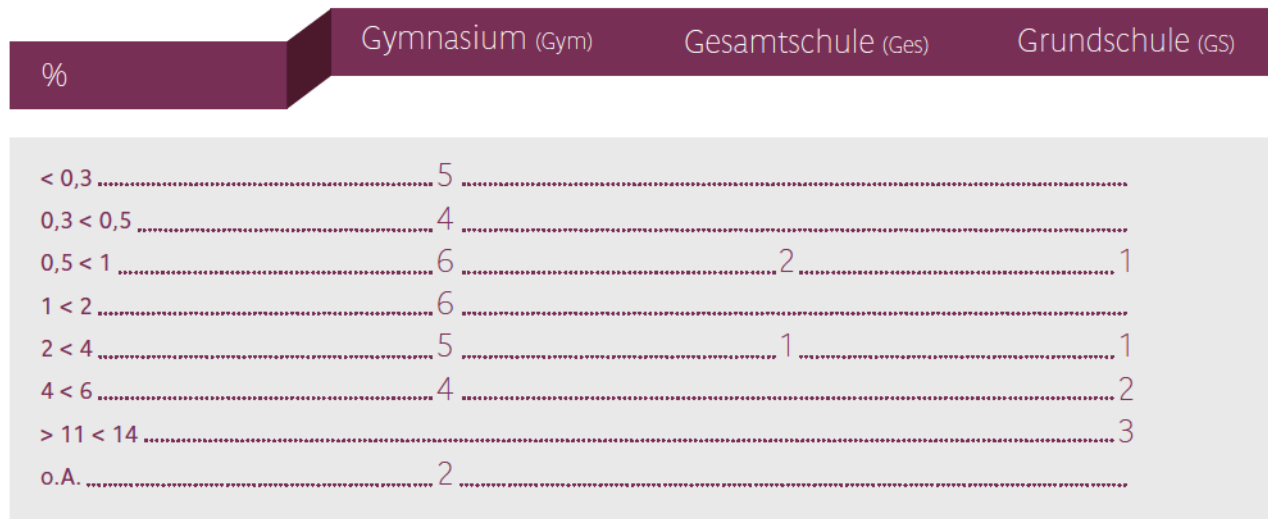 % Gymnasium (Gym) Gesamtschule (Ges) Grundschule (GS)
< 0,3 5
0,3 < 0,5 4
0,5 < 1 6 2 1
1 < 2 6
2 < 4 5 1 1
4 < 6 4 2
> 11 < 14 3
o.A. 2